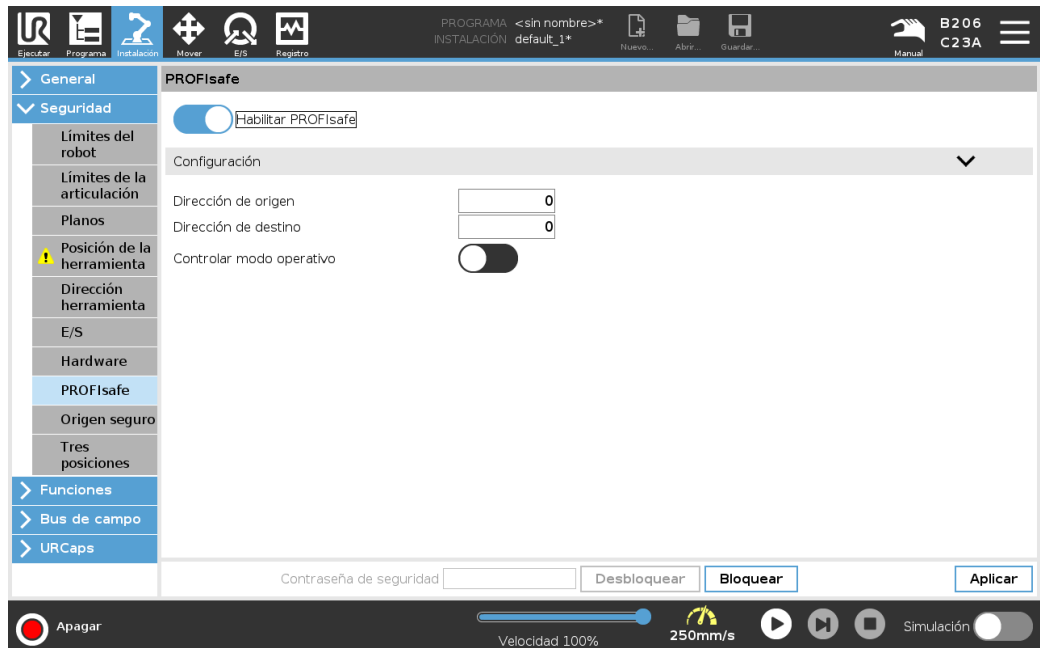 PROGRAMA <sin nombre>*
INSTALACIÓN default_1*
UR
Ejecutar
Programa
Instalación
Mover
E/S
Registro
Nuevo...
Abrir...
Guardar...
Manual
B206
C23A
General
Seguridad
Límites del
robot
Límites de la
articulación
Planos
Posición de la
herramienta
Dirección
herramienta
E/S
Hardware
PROFIsafe
Origen seguro
Tres
posiciones
Funciones
Bus de campo
URCaps
PROFIsafe
Habilitar PROFIsafe
Configuración
Dirección de origen 0
Dirección de destino 0
Controlar modo operativo
Contraseña de seguridad
Desbloquear
Bloquear
Aplicar
Apagar
Velocidad 100%
250mm/s
Simulación